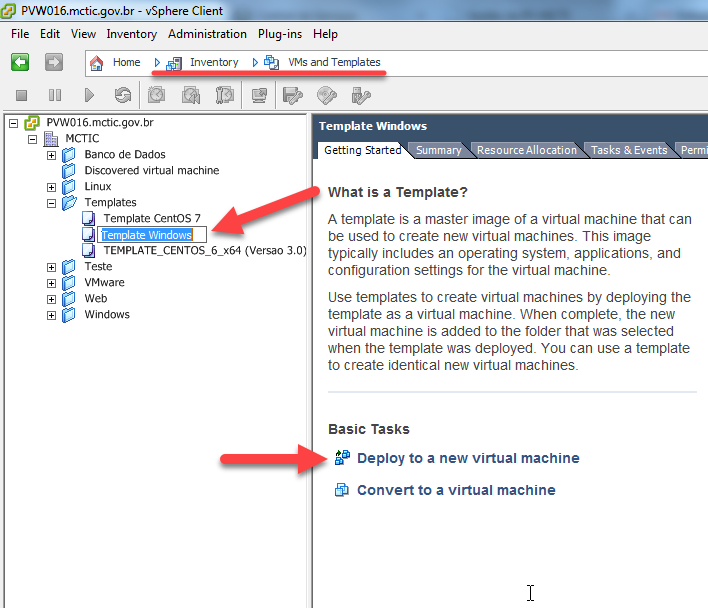 PVW016.mctic.gov.br - vSphere Client
File Edit View Inventory Administration Plug-ins Help
Home Inventory VMs and Templates
PVW016.mctic.gov.br
MCTIC
Banco de Dados
Discovered virtual machine
Linux
Templates
Template CentOS 7
Template Windows
TEMPLATE_CENTOS_6_x64 (Versao 3.0)
Teste
VMware
Web
Windows
Template Windows
Getting Started Summary Resource Allocation Tasks & Events Permi
What is a Template?
A template is a master image of a virtual machine that can
be used to create new virtual machines. This image
typically includes an operating system, applications, and
configuration settings for the virtual machine.
Use templates to create virtual machines by deploying the
template as a virtual machine. When complete, the new
virtual machine is added to the folder that was selected
when the template was deployed. You can use a template
to create identical new virtual machines.
Basic Tasks
Deploy to a new virtual machine
Convert to a virtual machine